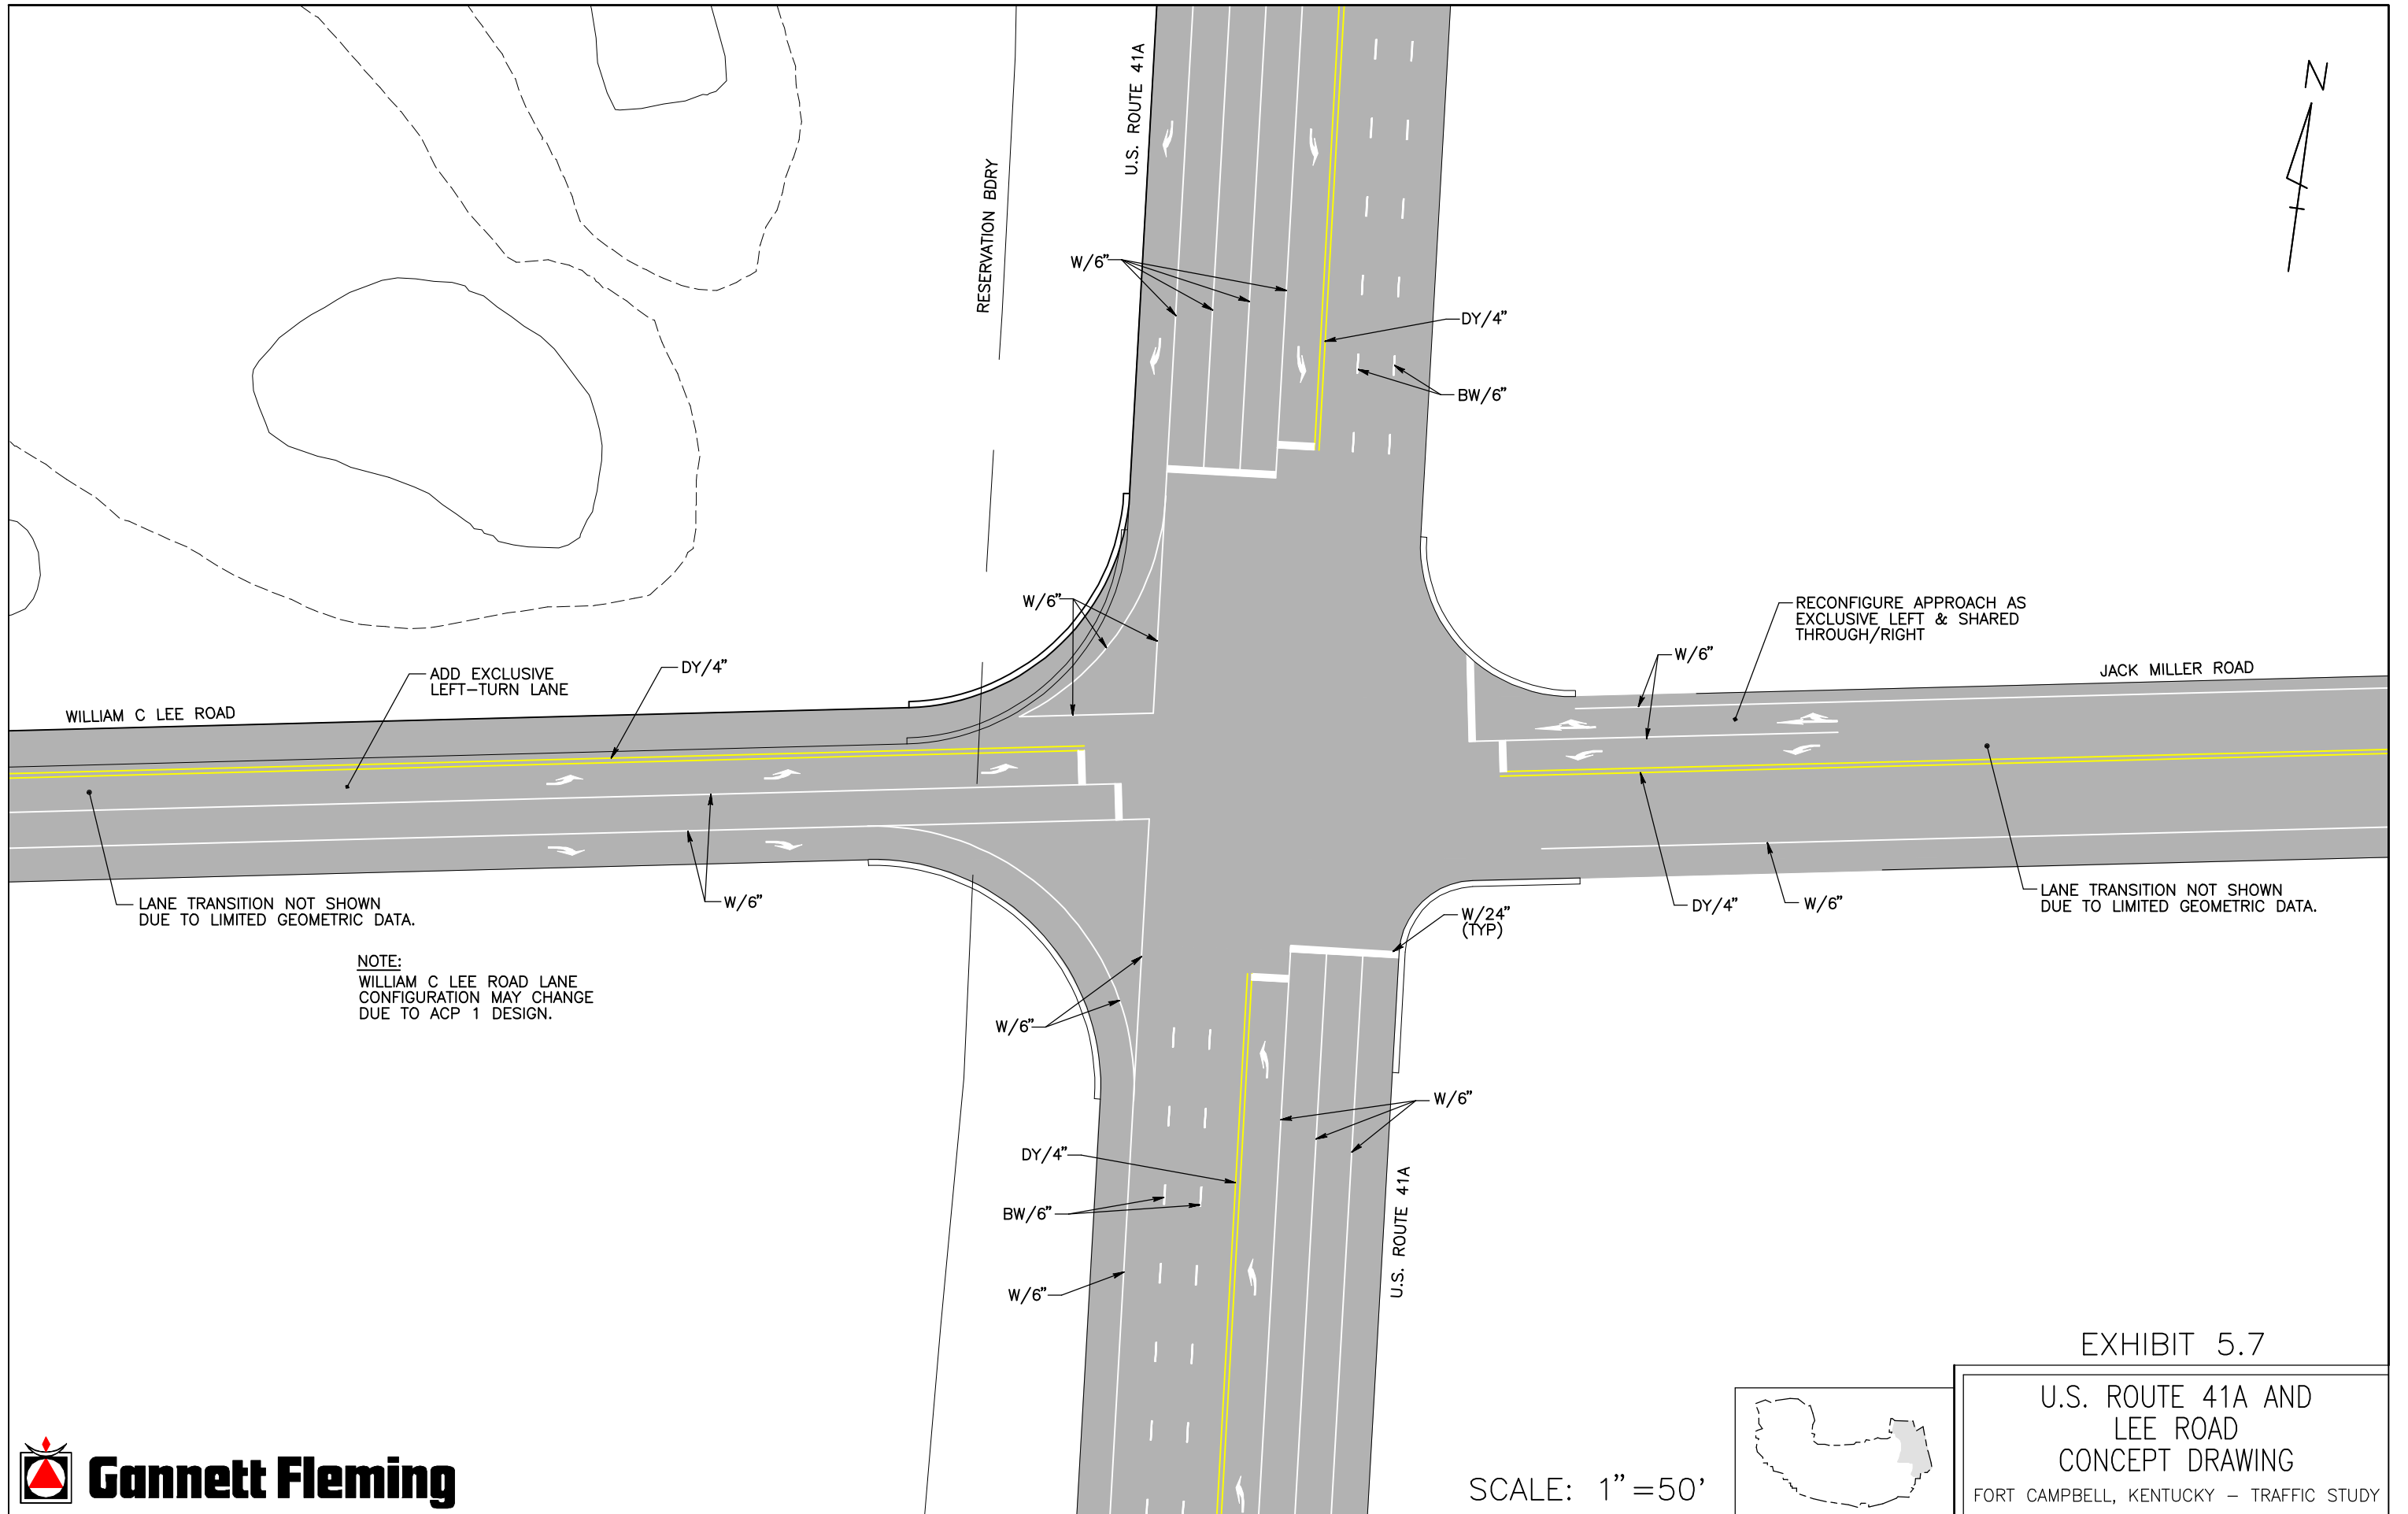 U.S. ROUTE 41A
N
RESERVATION BDRY
W/6"
DY/4"
BW/6"
W/6"
RECONFIGURE APPROACH AS
EXCLUSIVE LEFT & SHARED
THROUGH/RIGHT
W/6"
JACK MILLER ROAD
ADD EXCLUSIVE
LEFT-TURN LANE
DY/4"
WILLIAM C LEE ROAD
LANE TRANSITION NOT SHOWN
DUE TO LIMITED GEOMETRIC DATA.
W/6"
W/24"
(TYP)
DY/4"
W/6"
LANE TRANSITION NOT SHOWN
DUE TO LIMITED GEOMETRIC DATA.
NOTE:
WILLIAM C LEE ROAD LANE
CONFIGURATION MAY CHANGE
DUE TO ACP 1 DESIGN.
W/6"
W/6"
DY/4"
BW/6"
W/6"
U.S. ROUTE 41A
EXHIBIT 5.7
U.S. ROUTE 41A AND
LEE ROAD
CONCEPT DRAWING
FORT CAMPBELL, KENTUCKY – TRAFFIC STUDY
SCALE: 1"=50'
Gannett Fleming